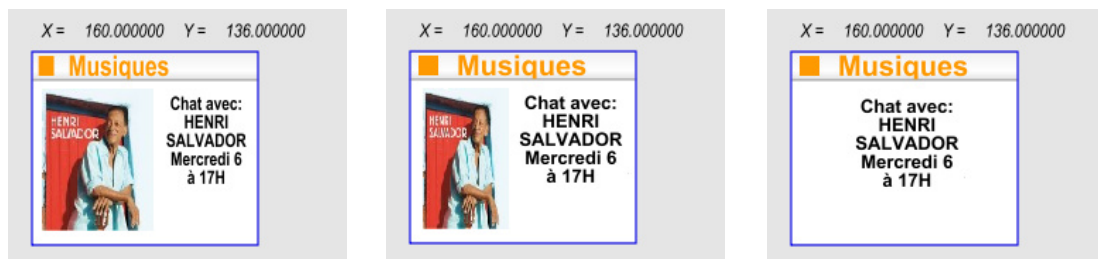 X = 160.000000 Y = 136.000000
Musiques
HENRI
SALVADOR
Chat avec:
HENRI
SALVADOR
Mercredi 6
à 17H
X = 160.000000 Y = 136.000000
Musiques
HENRI
SALVADOR
Chat avec:
HENRI
SALVADOR
Mercredi 6
à 17H
X = 160.000000 Y = 136.000000
Musiques
Chat avec:
HENRI
SALVADOR
Mercredi 6
à 17H